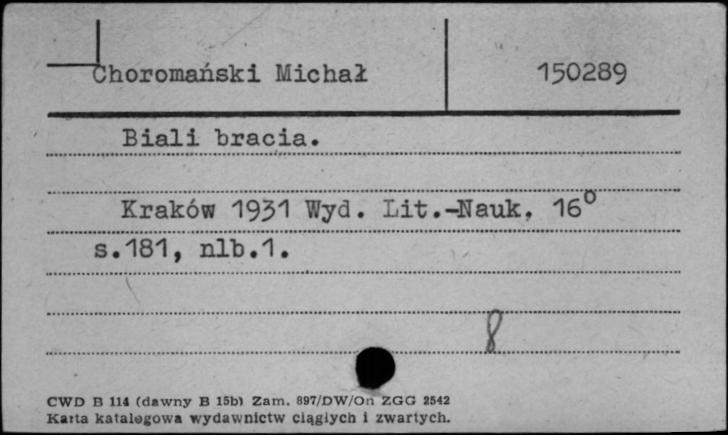 Choromański Michał 150289
Biali bracia.
Kraków 1931 Wyd. Lit.-Nauk. 16°
s.181, nlb.1.
8
CWD B 114 (dawny B 15b) Zam. 897/DW/On ZGG 2542
Karta katalogowa wydawnictw ciągłych i zwartych.